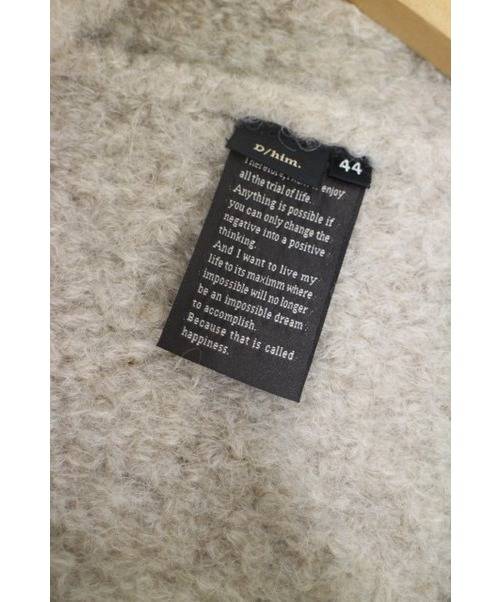 D/him.
44
enjoy
all the trial of life.
Anything is possible if
you can only change the
negative into a positive
thinking.
And I want to live my
life to its maximm where
impossible will no longer
be an impossible dream
to accomplish.
Because that is called
happiness.